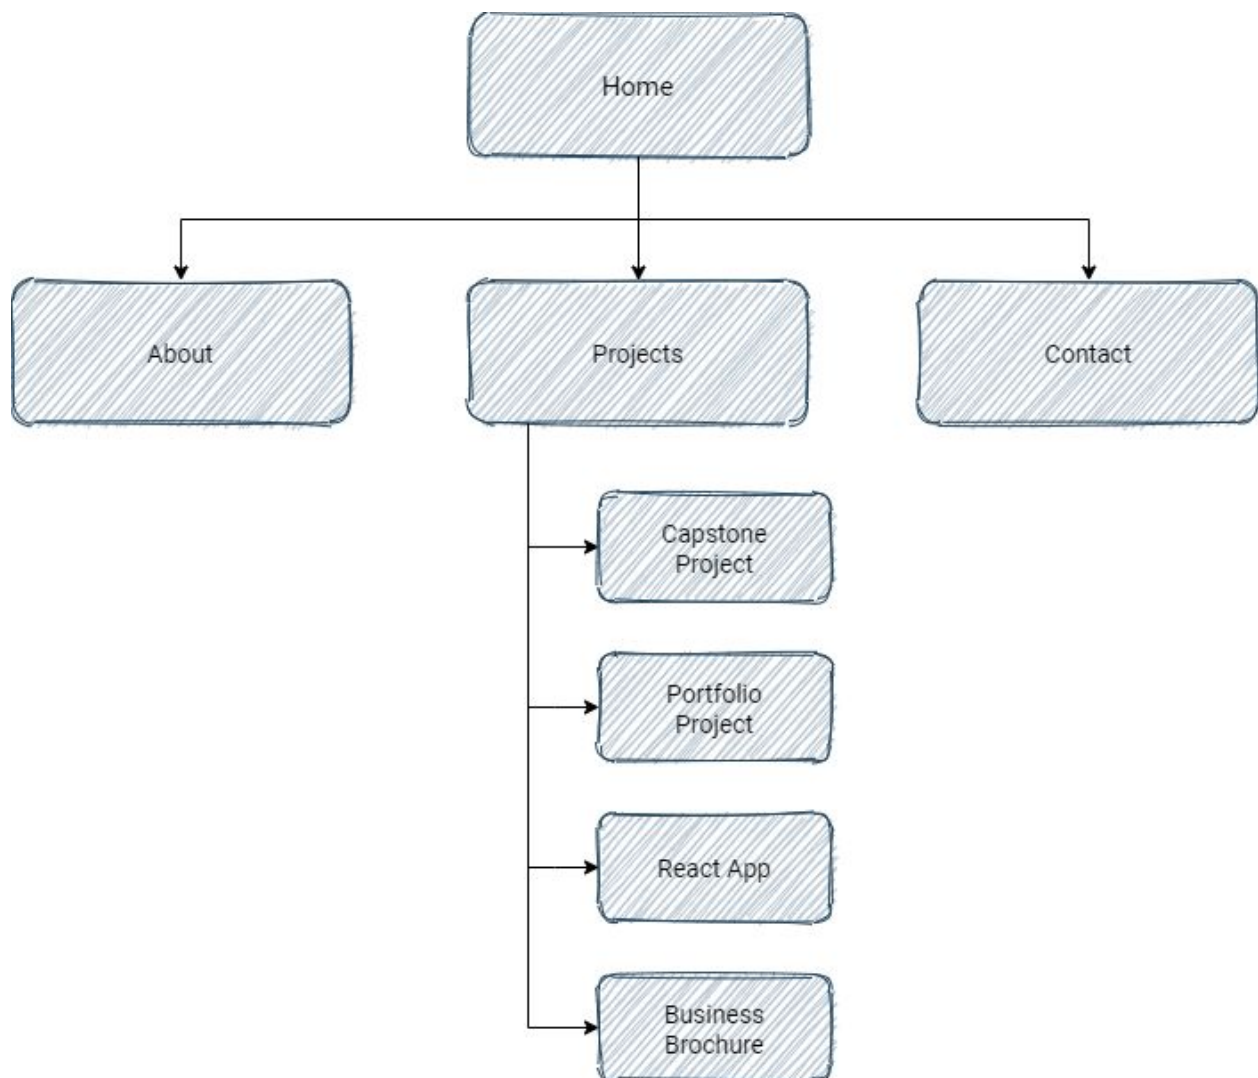 Home
About
Projects
Contact
Capstone
Project
Portfolio
Project
React App
Business
Brochure